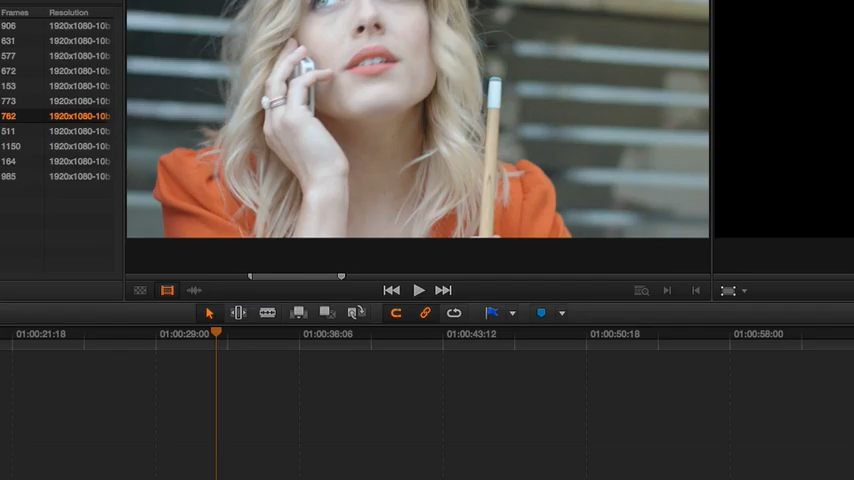 Frames Resolution
906 1920x1080-10b
631 1920x1080-10b
577 1920x1080-10b
672 1920x1080-10b
153 1920x1080-10b
773 1920x1080-10b
762 1920x1080-10b
511 1920x1080-10b
1150 1920x1080-10b
164 1920x1080-10b
985 1920x1080-10b
01:00:21:18 01:00:29:00 01:00:36:06 01:00:43:12 01:00:50:18 01:00:58:00